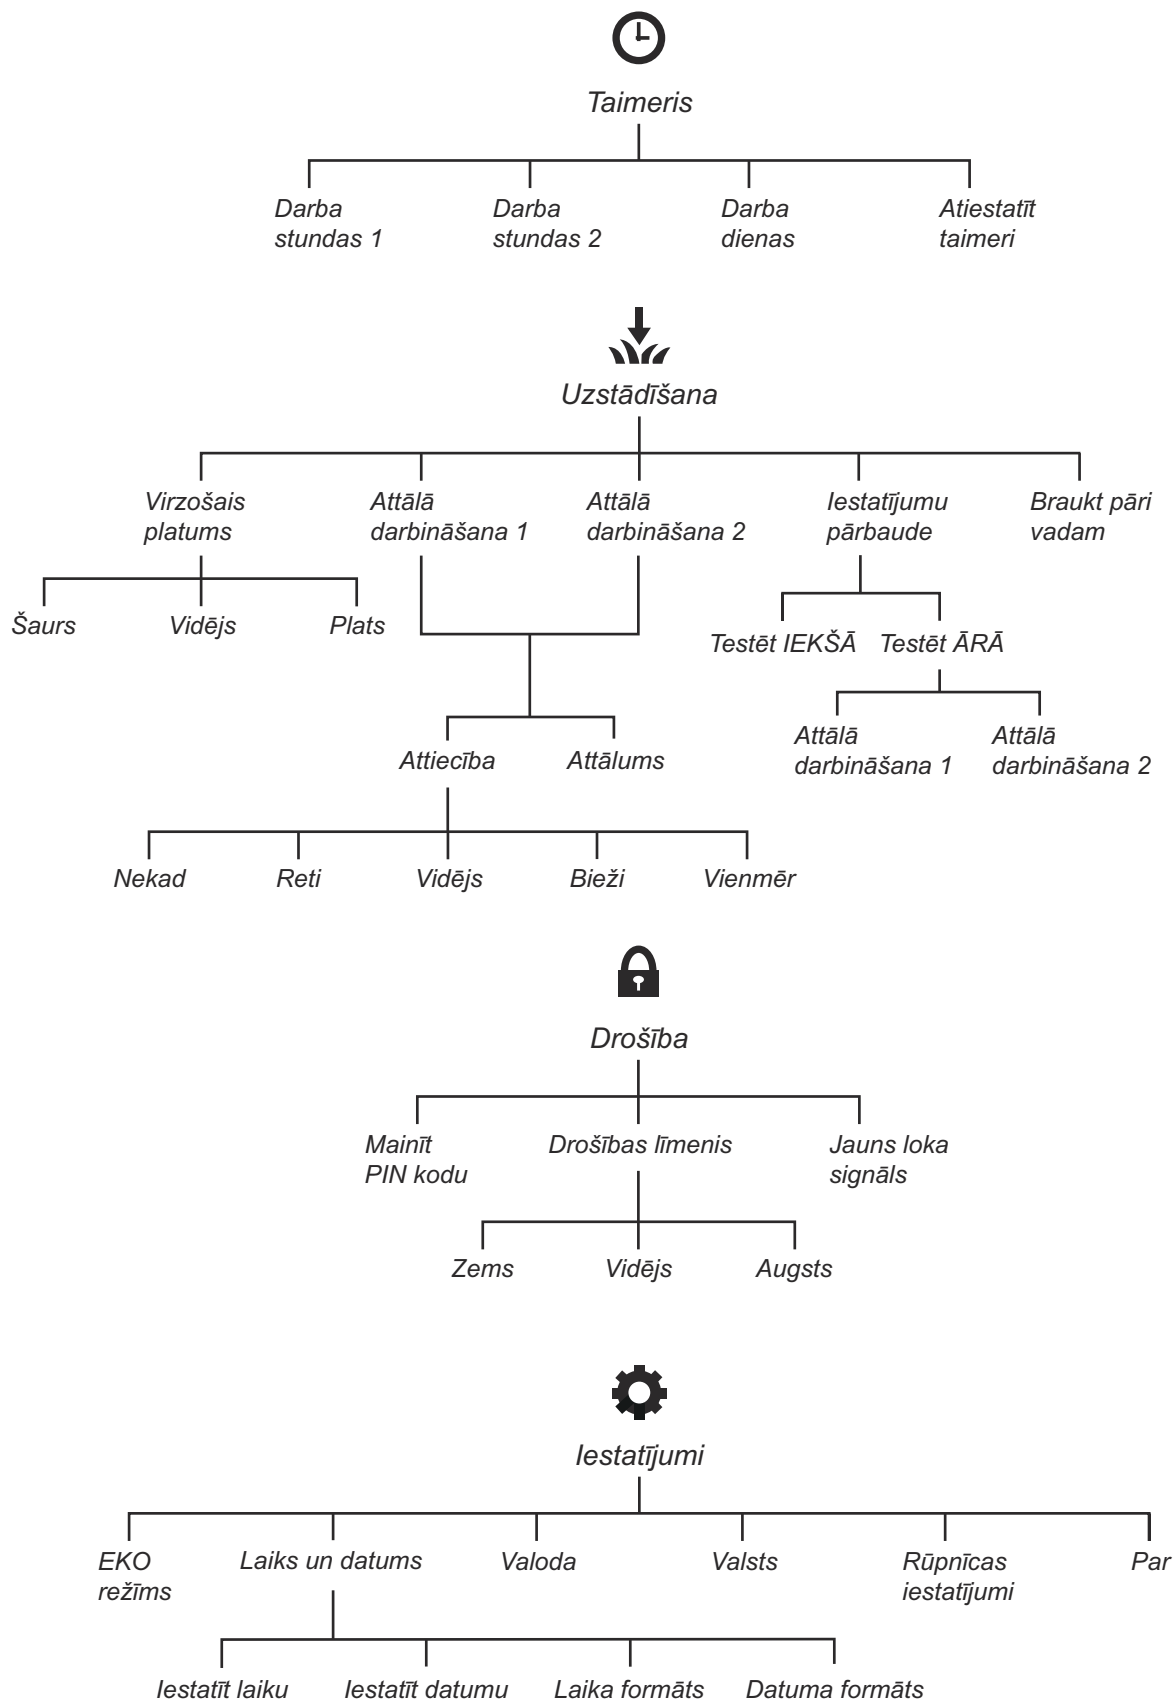 Taimeris
Darba
stundas 1
Darba
stundas 2
Darba
dienas
Atiestatīt
taimeri
Uzstādīšana
Virzošais
platums
Attālā
darbināšana 1
Attālā
darbināšana 2
Iestatījumu
pārbaude
Braukt pāri
vadam
Šaurs
Vidējs
Plats
Testēt IEKŠĀ
Testēt ĀRĀ
Attiecība
Attālums
Attālā
darbināšana 1
Attālā
darbināšana 2
Nekad
Reti
Vidējs
Bieži
Vienmēr
Drošība
Mainīt
PIN kodu
Drošības līmenis
Jauns loka
signāls
Zems
Vidējs
Augsts
Iestatījumi
EKO
režīms
Laiks un datums
Valoda
Valsts
Rūpnīcas
iestatījumi
Par
Iestatīt laiku
Iestatīt datumu
Laika formāts
Datuma formāts